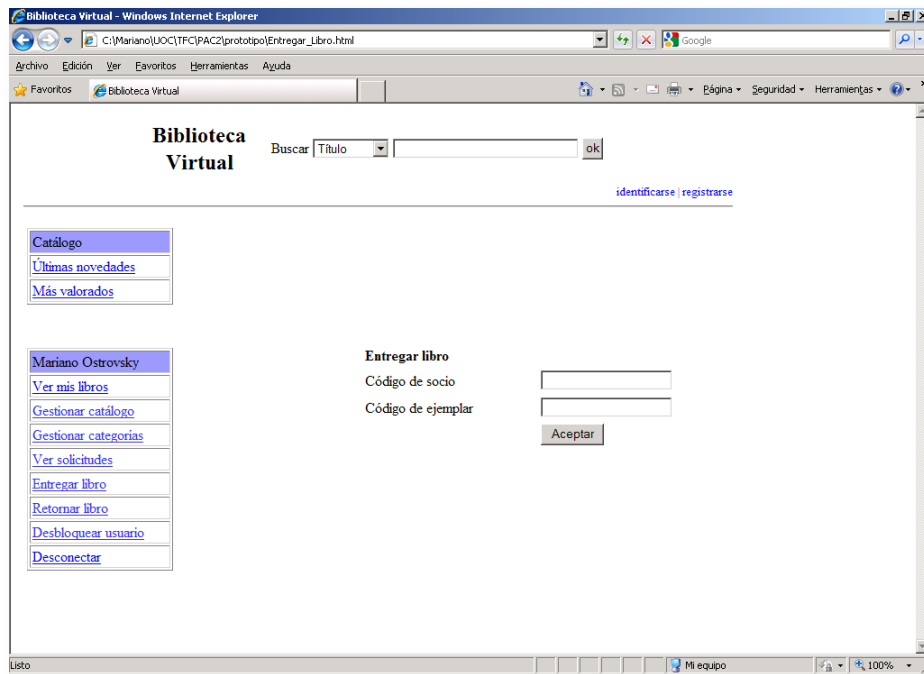 Biblioteca Virtual - Windows Internet Explorer
C:\Mariano\UOC\TFC\PAC2\prototipo\Entregar_Libro.html
Google
Archivo Edición Ver Favoritos Herramientas Ayuda
Favoritos Biblioteca Virtual Página Seguridad Herramientas
Biblioteca
Virtual
Buscar Título ok
identificarse | registrarse
Catálogo
Últimas novedades
Más valorados
Mariano Ostrovsky
Ver mis libros
Gestionar catálogo
Gestionar categorias
Ver solicitudes
Entregar libro
Retornar libro
Desbloquear usuario
Desconectar
Entregar libro
Código de socio
Código de ejemplar
Aceptar
Listo Mi equipo 100%